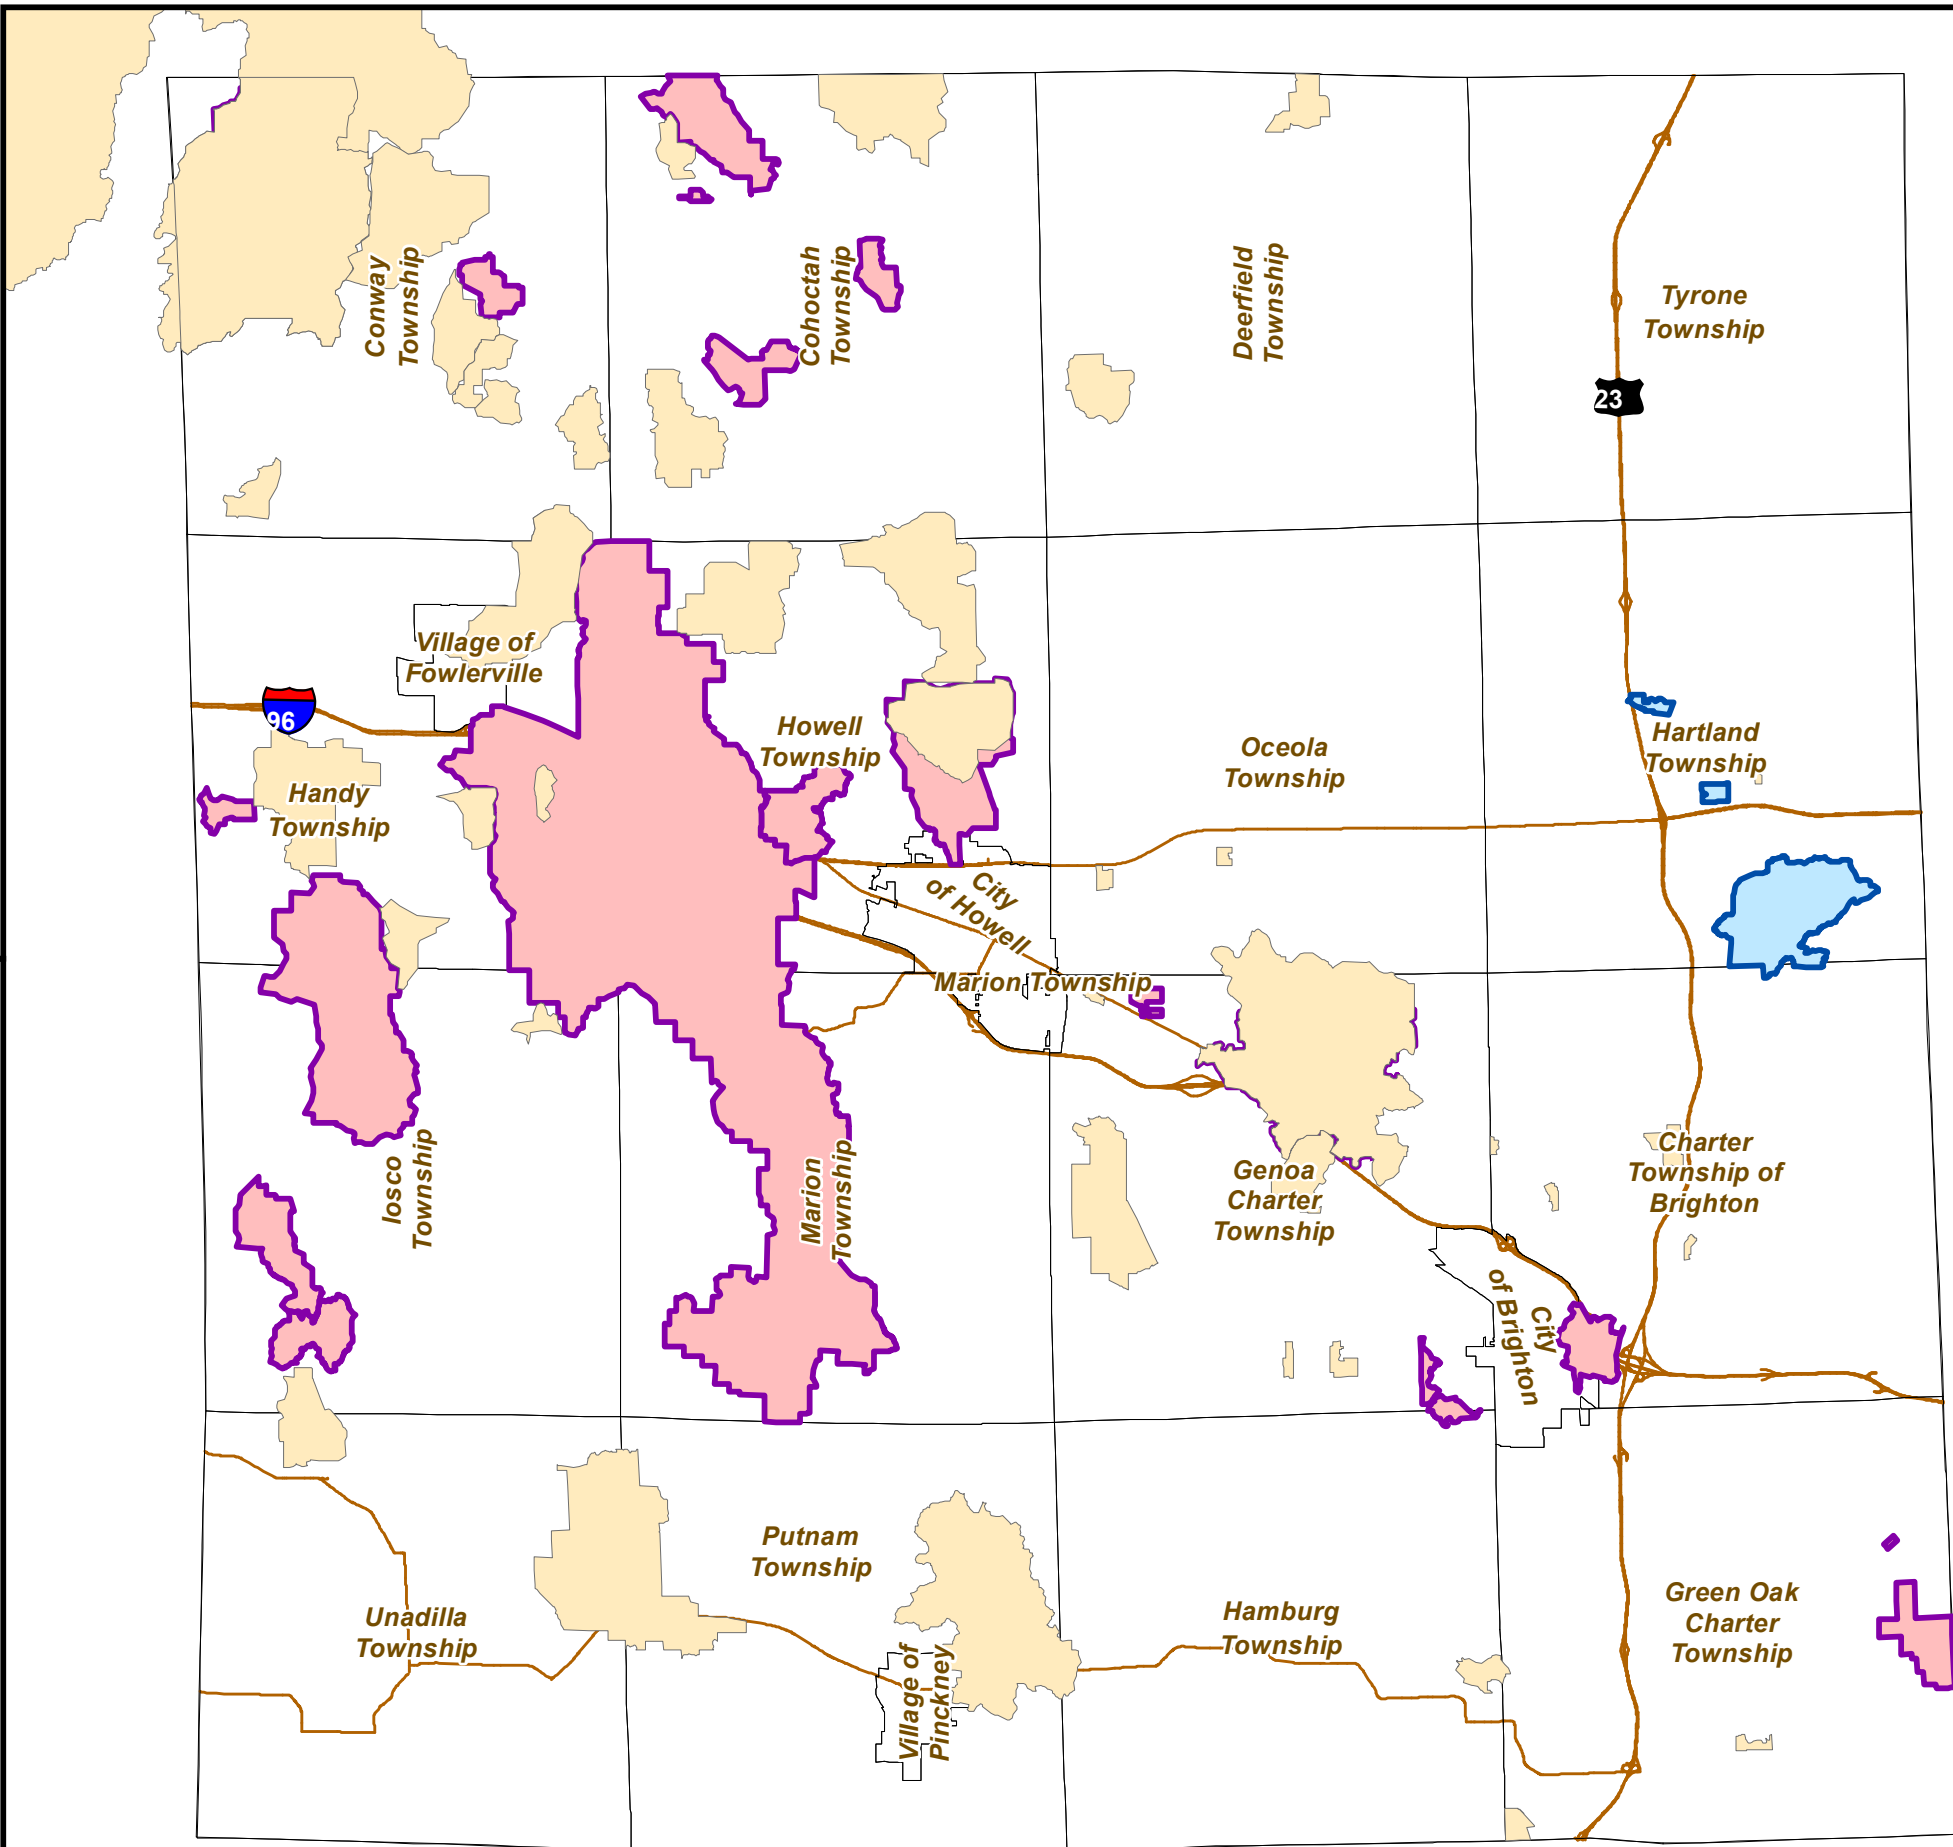 Conway
Township
Cohoctah
Township
Deerfield
Township
Tyrone
Township
23
Village of
Fowlerville
96
Howell
Township
Oceola
Township
Hartland
Township
Handy
Township
City
of Howell
Marion Township
Iosco
Township
Marion
Township
Genoa
Charter
Township
Charter
Township of
Brighton
City
of Brighton
Putnam
Township
Unadilla
Township
Village of
Pinckney
Hamburg
Township
Green Oak
Charter
Township